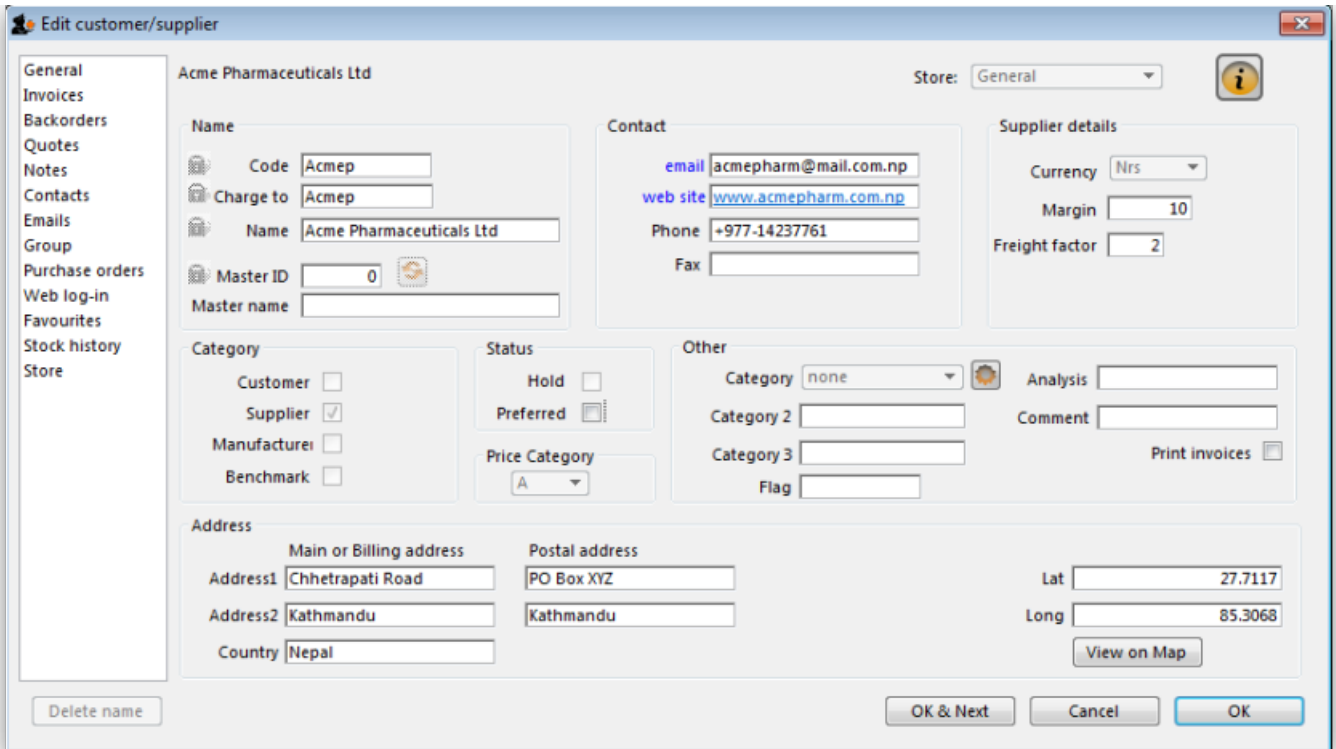 Edit customer/supplier
General
Invoices
Backorders
Quotes
Notes
Contacts
Emails
Group
Purchase orders
Web log-in
Favourites
Stock history
Store
Acme Pharmaceuticals Ltd
Store: General
Name
Code Acmep
Charge to Acmep
Name Acme Pharmaceuticals Ltd
Master ID 0
Master name
Contact
email acmepharm@mail.com.np
web site www.acmepharm.com.np
Phone +977-14237761
Fax
Supplier details
Currency Nrs
Margin 10
Freight factor 2
Category
Customer
Supplier
Manufacturer
Benchmark
Status
Hold
Preferred
Price Category
A
Other
Category none
Category 2
Category 3
Flag
Analysis
Comment
Print invoices
Address
Main or Billing address Postal address
Address1 Chhetrapati Road PO Box XYZ
Address2 Kathmandu Kathmandu
Country Nepal
Lat 27.7117
Long 85.3068
View on Map
Delete name
OK & Next
Cancel
OK